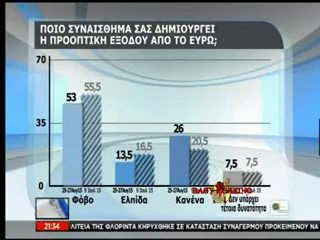 ΠΟΙΟ ΣΥΝΑΙΣΘΗΜΑ ΣΑΣ ΔΗΜΙΟΥΡΓΕΙ
Η ΠΡΟΟΠΤΙΚΗ ΕΞΟΔΟΥ ΑΠΟ ΤΟ ΕΥΡΩ;
70
53 55,5
35
26
20,5
13,5 16,5
7,5 7,5
0
Φόβο Ελπίδα Κανένα Δεν υπάρχει
τέτοια δυνατότητα
21:34 ΛΙΤΕΙΑ ΤΗΣ ΦΛΟΡΙΝΤΑ ΚΗΡΥΧΘΗΚΕ ΣΕ ΚΑΤΑΣΤΑΣΗ ΣΥΝΑΓΕΡΜΟΥ ΠΡΟΚΕΙΜΕΝΟΥ ΝΑ